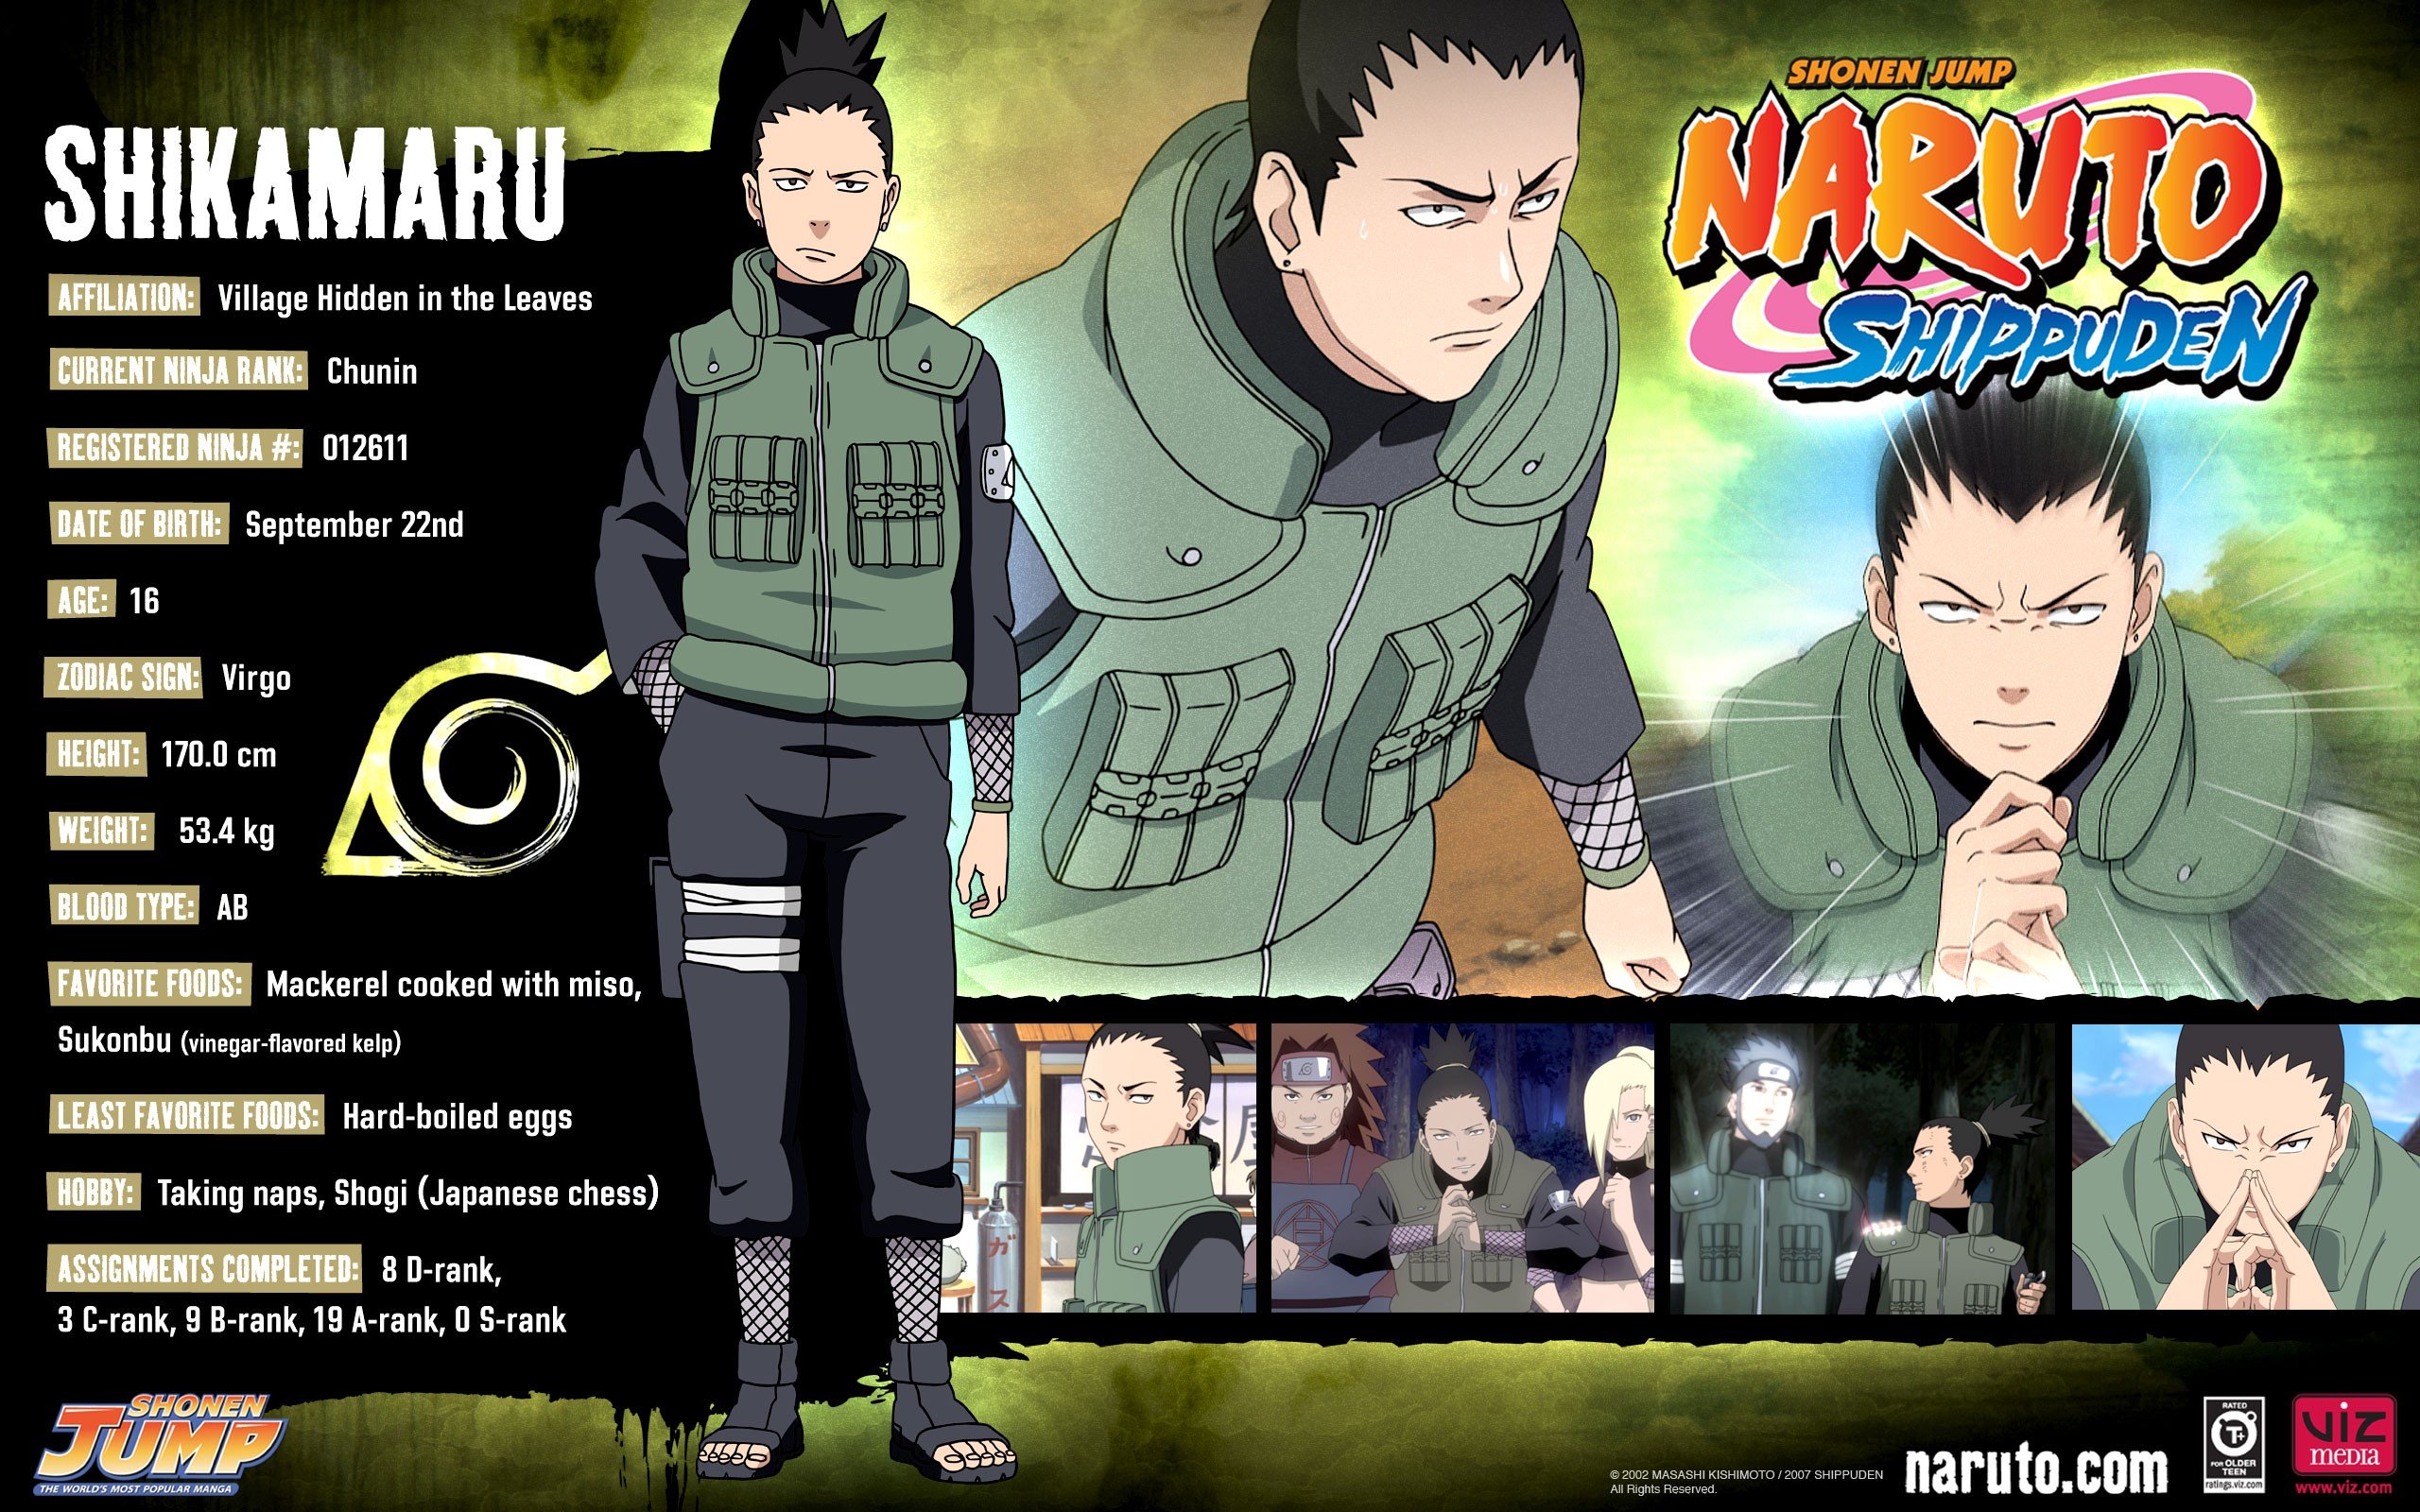 SHIKAMARU
AFFILIATION: Village Hidden in the Leaves
CURRENT NINJA RANK: Chunin
REGISTERED NINJA #: 012611
DATE OF BIRTH: September 22nd
AGE: 16
ZODIAC SIGN: Virgo
HEIGHT: 170.0 cm
WEIGHT: 53.4 kg
BLOOD TYPE: AB
FAVORITE FOODS: Mackerel cooked with miso,
Sukonbu (vinegar-flavored kelp)
LEAST FAVORITE FOODS: Hard-boiled eggs
HOBBY: Taking naps, Shogi (Japanese chess)
ASSIGNMENTS COMPLETED: 8 D-rank,
3 C-rank, 9 B-rank, 19 A-rank, 0 S-rank
SHONEN
JUMP
THE WORLD'S MOST POPULAR MANGA
SHONEN JUMP
NARUTO
SHIPPUDEN
ガス
© 2002 MASASHI KISHIMOTO / 2007 SHIPPUDEN
All Rights Reserved.
naruto.com
RATED
T+
FOR OLDER
TEEN
ratings.viz.com
VIZ
MEDIA
www.viz.com